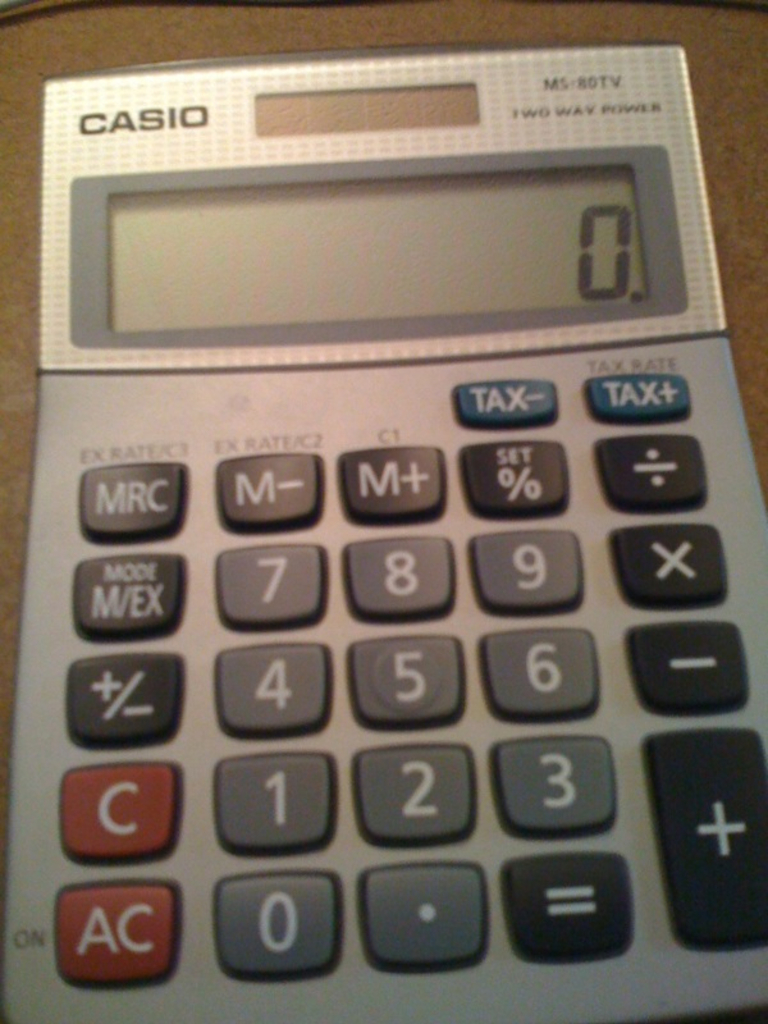 CASIO
MS-80TV
TWO WAY POWER
0.
TAX RATE
TAX− TAX+
EX RATE/C3 EX RATE/C2 C1
MRC M− M+ SET % ÷
MODE M/EX 7 8 9 ×
+/− 4 5 6 −
C 1 2 3 +
ON AC 0 · =